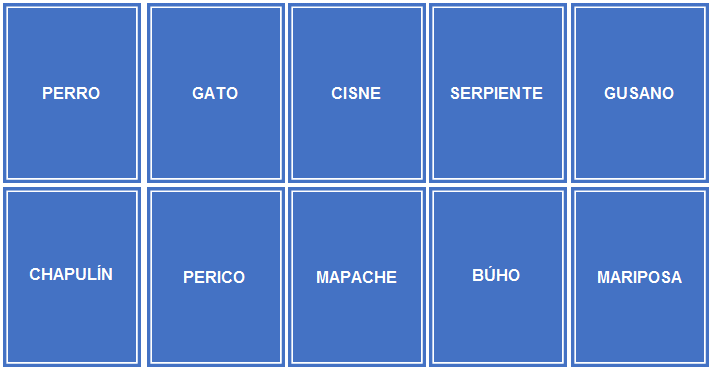 PERRO
GATO
CISNE
SERPIENTE
GUSANO
CHAPULÍN
PERICO
MAPACHE
BÚHO
MARIPOSA